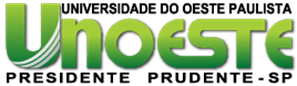 UNIVERSIDADE DO OESTE PAULISTA
UNOESTE
PRESIDENTE PRUDENTE - SP